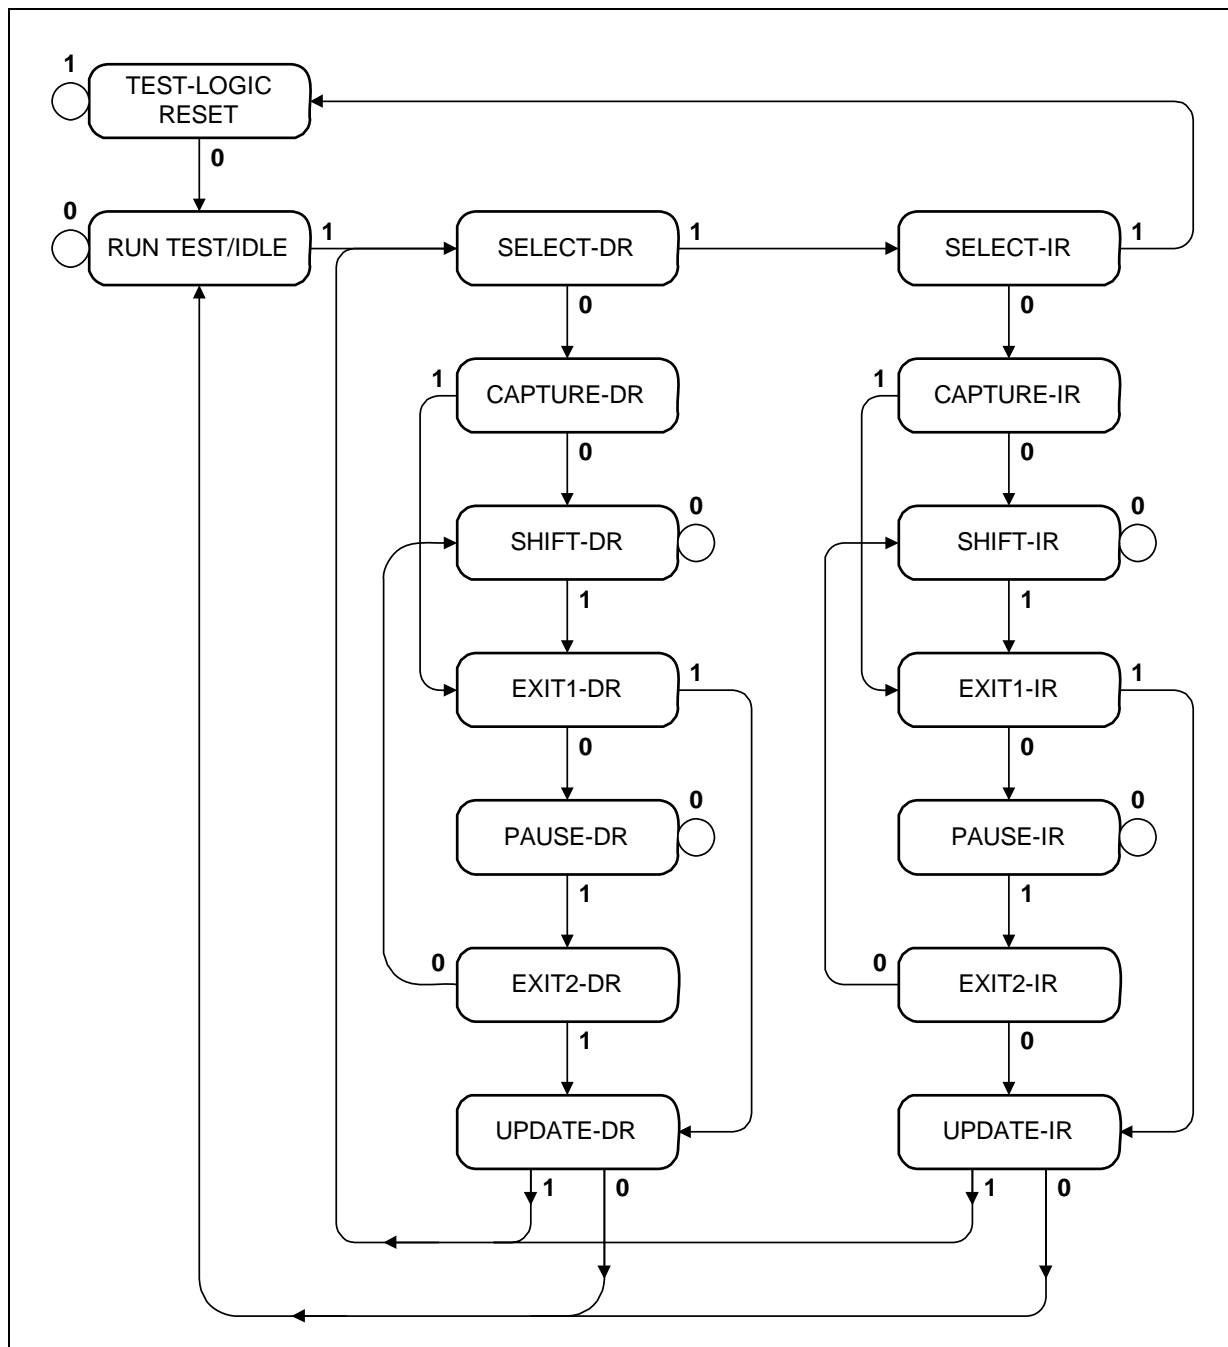 1
TEST-LOGIC
RESET
0
0
RUN TEST/IDLE
1
SELECT-DR
1
SELECT-IR
1
0
0
1
CAPTURE-DR
1
CAPTURE-IR
0
0
SHIFT-DR
0
SHIFT-IR
0
1
1
EXIT1-DR
1
EXIT1-IR
1
0
0
PAUSE-DR
0
PAUSE-IR
0
1
1
0
EXIT2-DR
0
EXIT2-IR
1
0
UPDATE-DR
UPDATE-IR
1
0
1
0